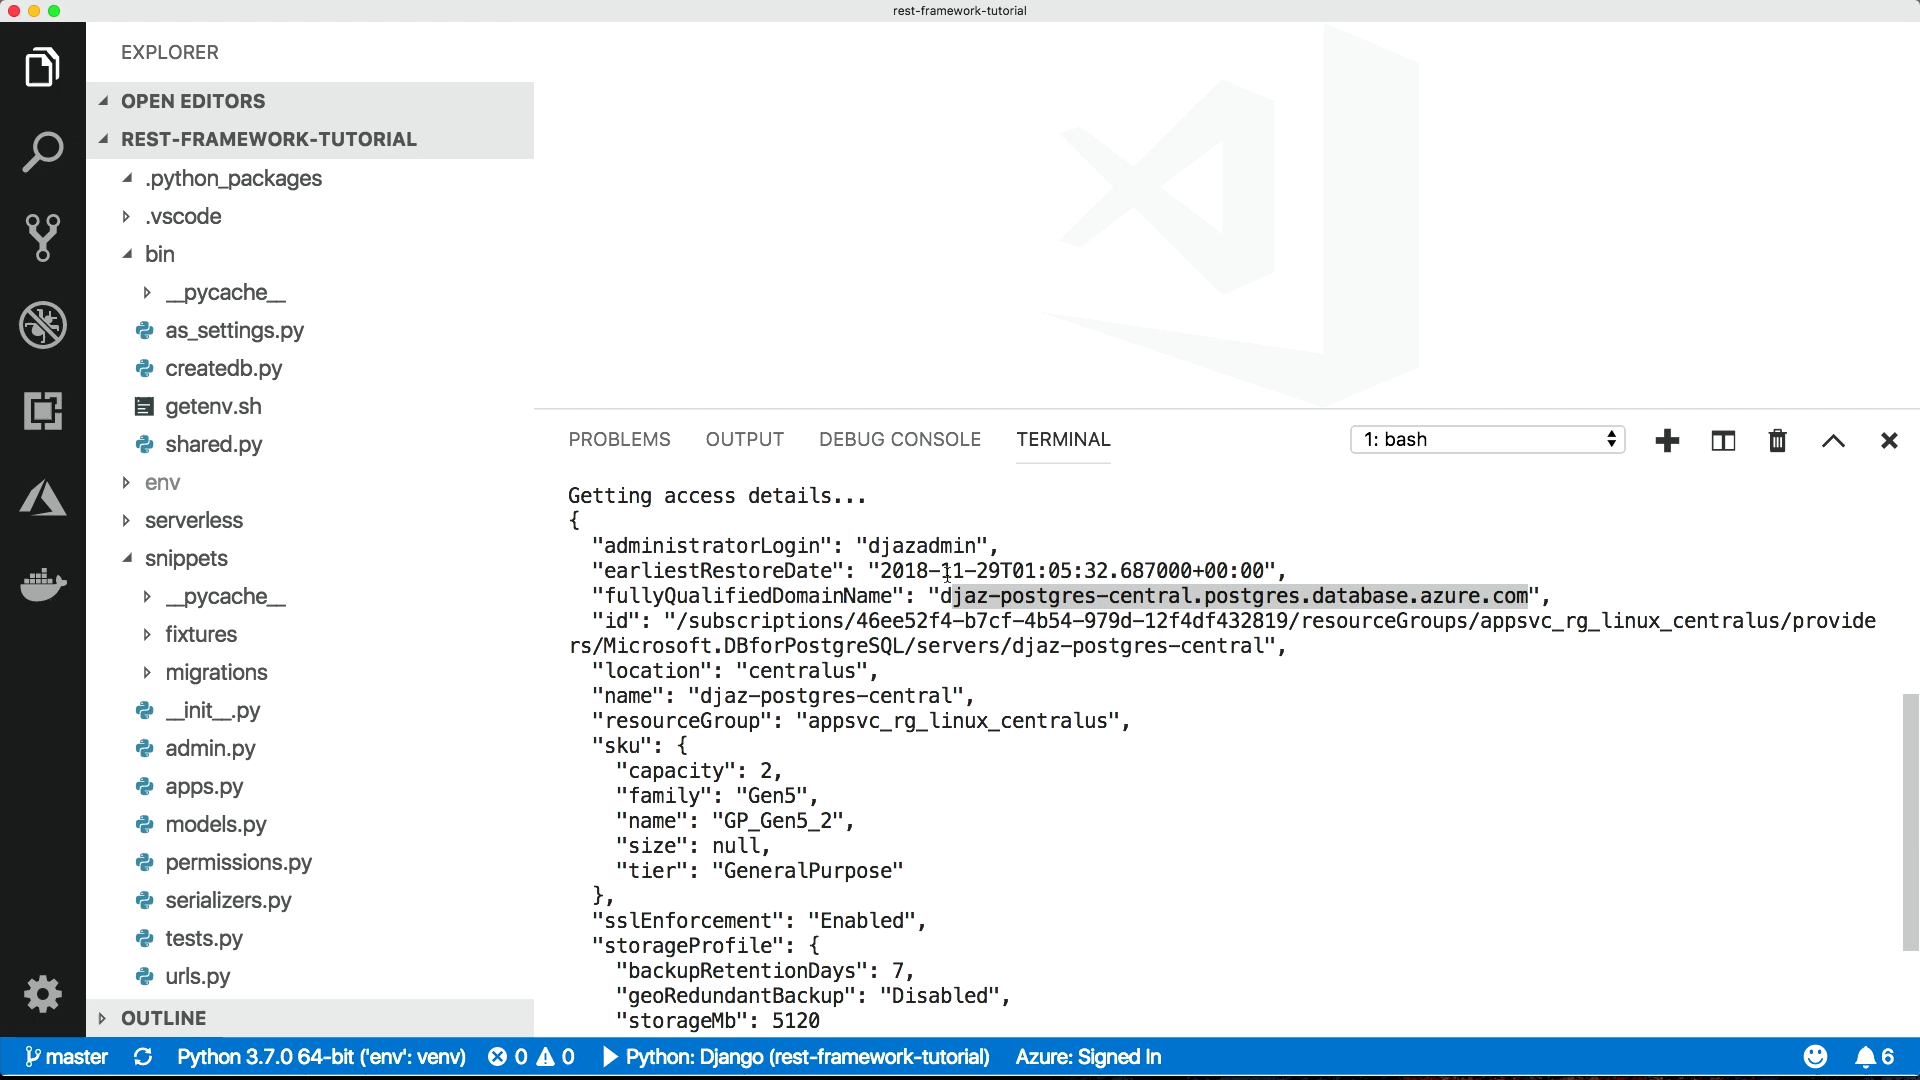 rest-framework-tutorial
EXPLORER
OPEN EDITORS
REST-FRAMEWORK-TUTORIAL
.python_packages
.vscode
bin
__pycache__
as_settings.py
createdb.py
getenv.sh
shared.py
env
serverless
snippets
__pycache__
fixtures
migrations
__init__.py
admin.py
apps.py
models.py
permissions.py
serializers.py
tests.py
urls.py
OUTLINE
PROBLEMS OUTPUT DEBUG CONSOLE TERMINAL 1: bash
Getting access details...
{
"administratorLogin": "djazadmin",
"earliestRestoreDate": "2018-11-29T01:05:32.687000+00:00",
"fullyQualifiedDomainName": "djaz-postgres-central.postgres.database.azure.com",
"id": "/subscriptions/46ee52f4-b7cf-4b54-979d-12f4df432819/resourceGroups/appsvc_rg_linux_centralus/provide
rs/Microsoft.DBforPostgreSQL/servers/djaz-postgres-central",
"location": "centralus",
"name": "djaz-postgres-central",
"resourceGroup": "appsvc_rg_linux_centralus",
"sku": {
"capacity": 2,
"family": "Gen5",
"name": "GP_Gen5_2",
"size": null,
"tier": "GeneralPurpose"
},
"sslEnforcement": "Enabled",
"storageProfile": {
"backupRetentionDays": 7,
"geoRedundantBackup": "Disabled",
"storageMb": 5120
master Python 3.7.0 64-bit ('env': venv) 0 0 Python: Django (rest-framework-tutorial) Azure: Signed In 6